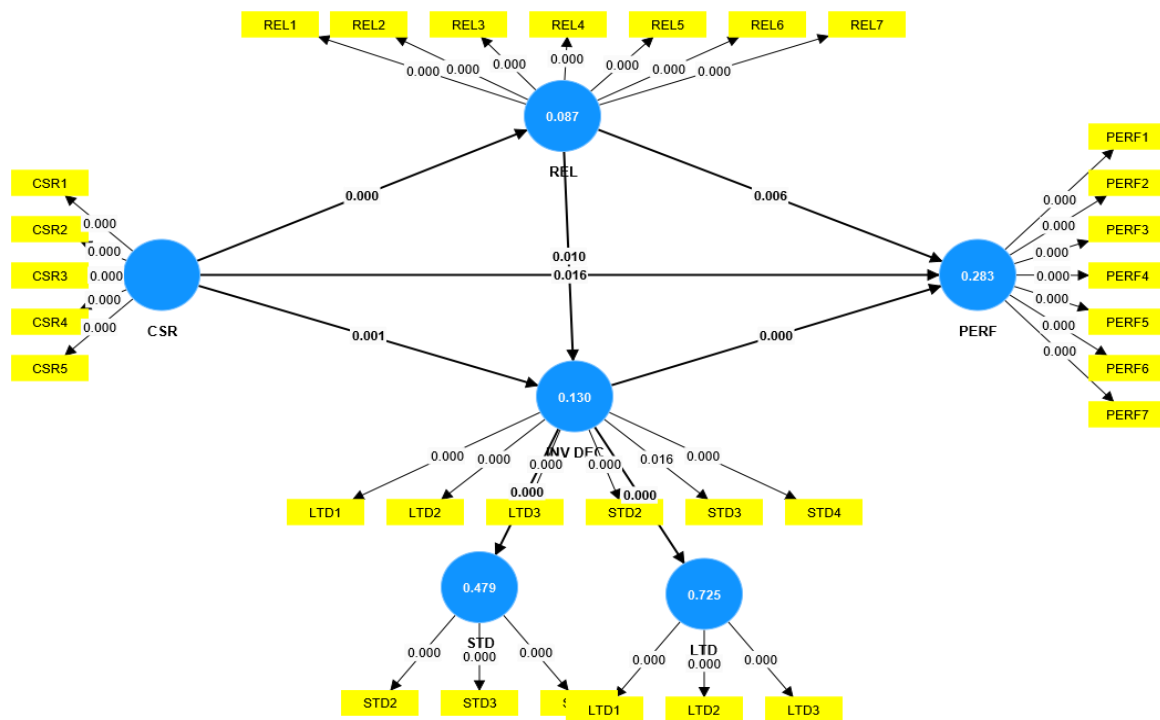 REL1 REL2 REL3 REL4 REL5 REL6 REL7
0.000 0.000 0.000 0.000 0.000 0.000 0.000
0.087
REL
PERF1
PERF2
PERF3
PERF4
PERF5
PERF6
PERF7
0.000
0.000
0.000
0.000
0.000
0.000
0.000
CSR1
CSR2
CSR3
CSR4
CSR5
0.000
0.000
0.000
0.000
0.000
CSR
0.000
0.006
0.010
0.016
0.283
PERF
0.001
0.000
0.130
INV DEC
0.000 0.000 0.000 0.000 0.016 0.000
0.000 0.000
LTD1 LTD2 LTD3 STD2 STD3 STD4
0.479
STD
0.725
LTD
0.000 0.000 0.000
0.000 0.000 0.000
STD2 STD3
LTD1 LTD2 LTD3